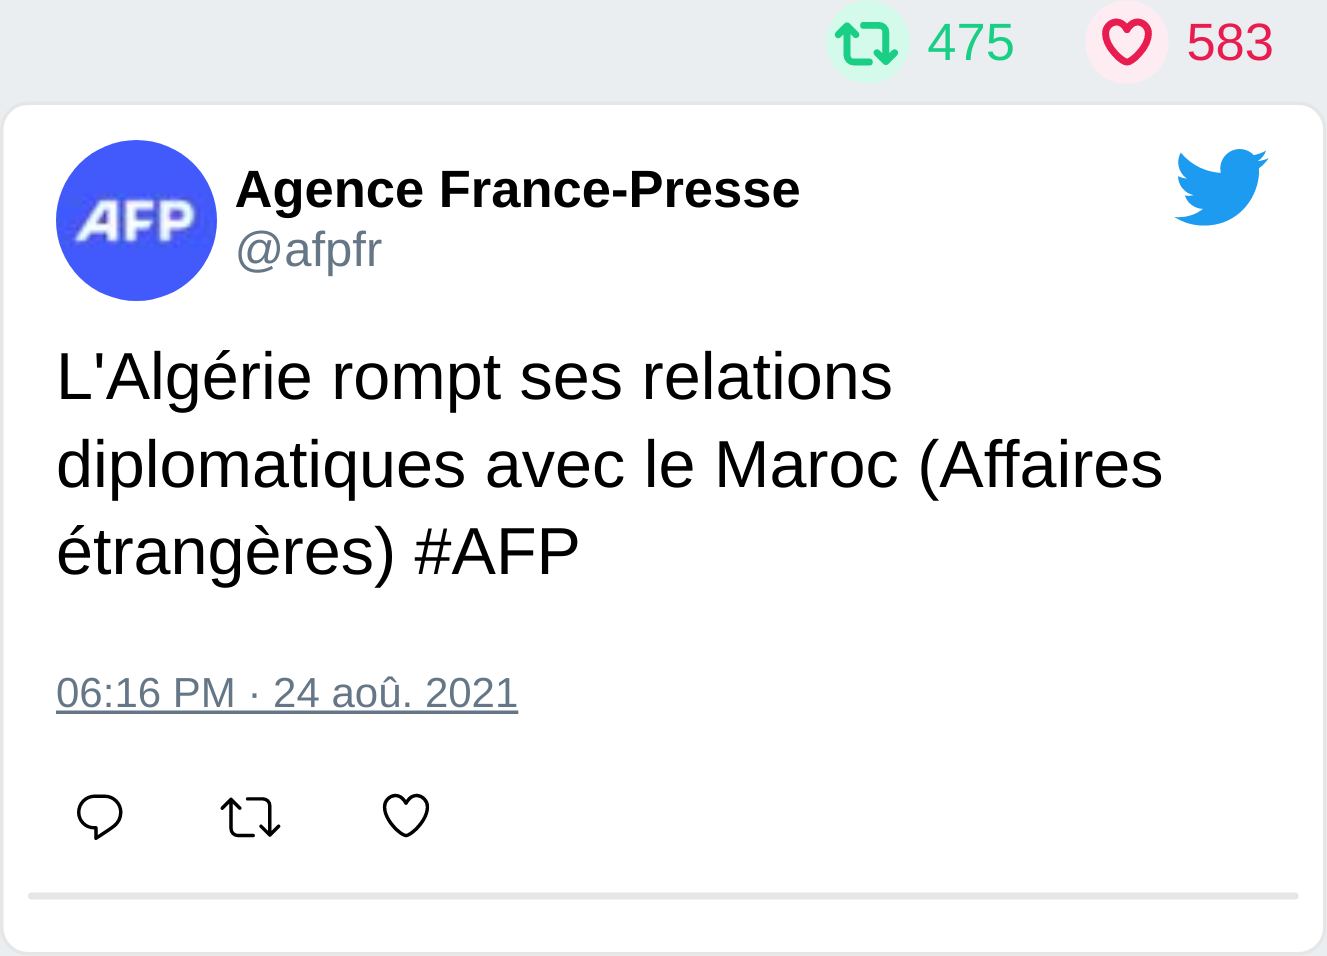 475 583
AFP
Agence France-Presse
@afpfr
L'Algérie rompt ses relations
diplomatiques avec le Maroc (Affaires
étrangères) #AFP
06:16 PM · 24 aoû. 2021